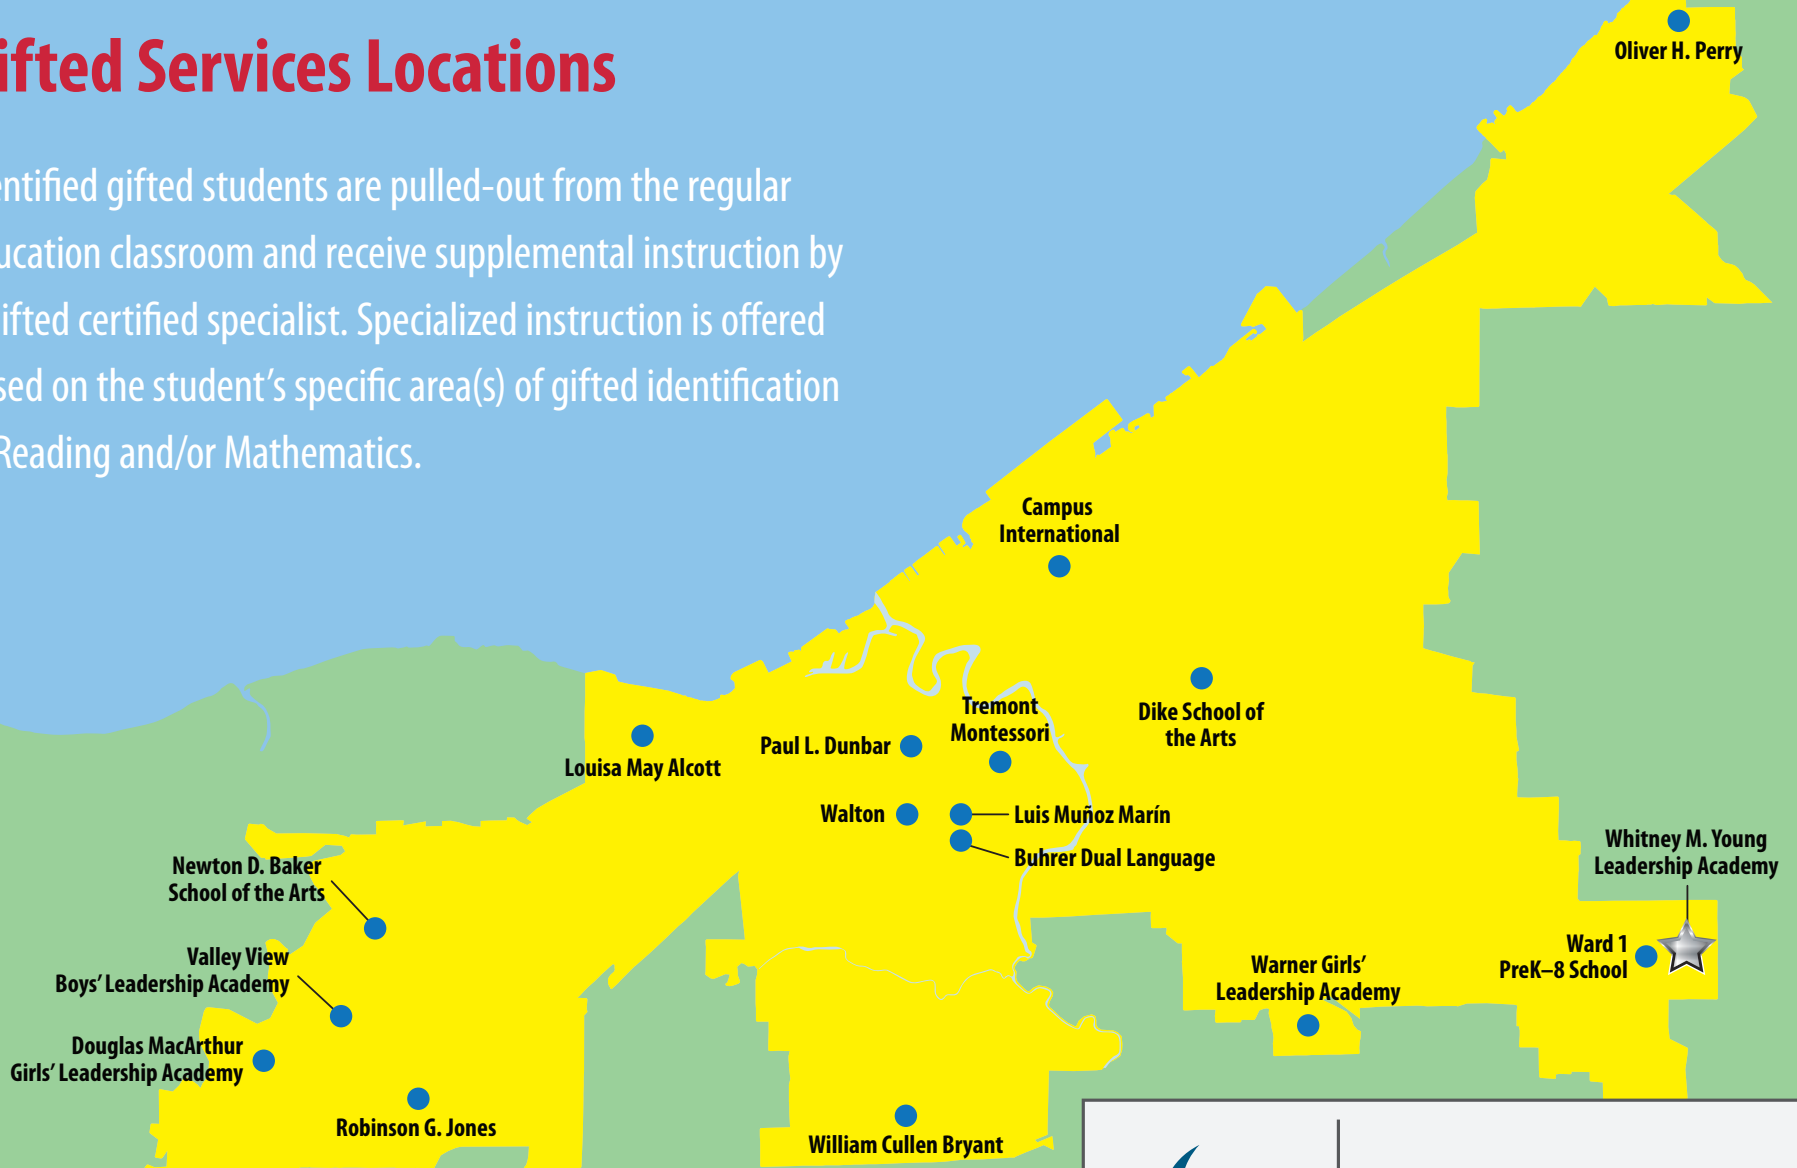 ifted Services Locations
entified gifted students are pulled-out from the regular
ucation classroom and receive supplemental instruction by
ifted certified specialist. Specialized instruction is offered
sed on the student’s specific area(s) of gifted identification
Reading and/or Mathematics.
Oliver H. Perry
Campus
International
Tremont
Montessori
Dike School of
the Arts
Paul L. Dunbar
Louisa May Alcott
Walton
Luis Muñoz Marín
Buhrer Dual Language
Whitney M. Young
Leadership Academy
Newton D. Baker
School of the Arts
Ward 1
PreK–8 School
Valley View
Boys’ Leadership Academy
Warner Girls’
Leadership Academy
Douglas MacArthur
Girls’ Leadership Academy
Robinson G. Jones
William Cullen Bryant